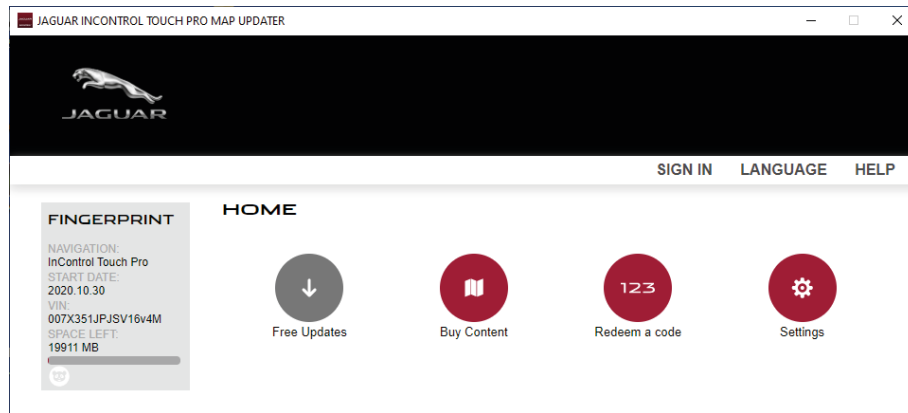 JAGUAR INCONTROL TOUCH PRO MAP UPDATER
JAGUAR
SIGN IN LANGUAGE HELP
FINGERPRINT
NAVIGATION:
InControl Touch Pro
START DATE:
2020.10.30
VIN:
007X351JPJSV16v4M
SPACE LEFT:
19911 MB
HOME
123
Free Updates Buy Content Redeem a code Settings